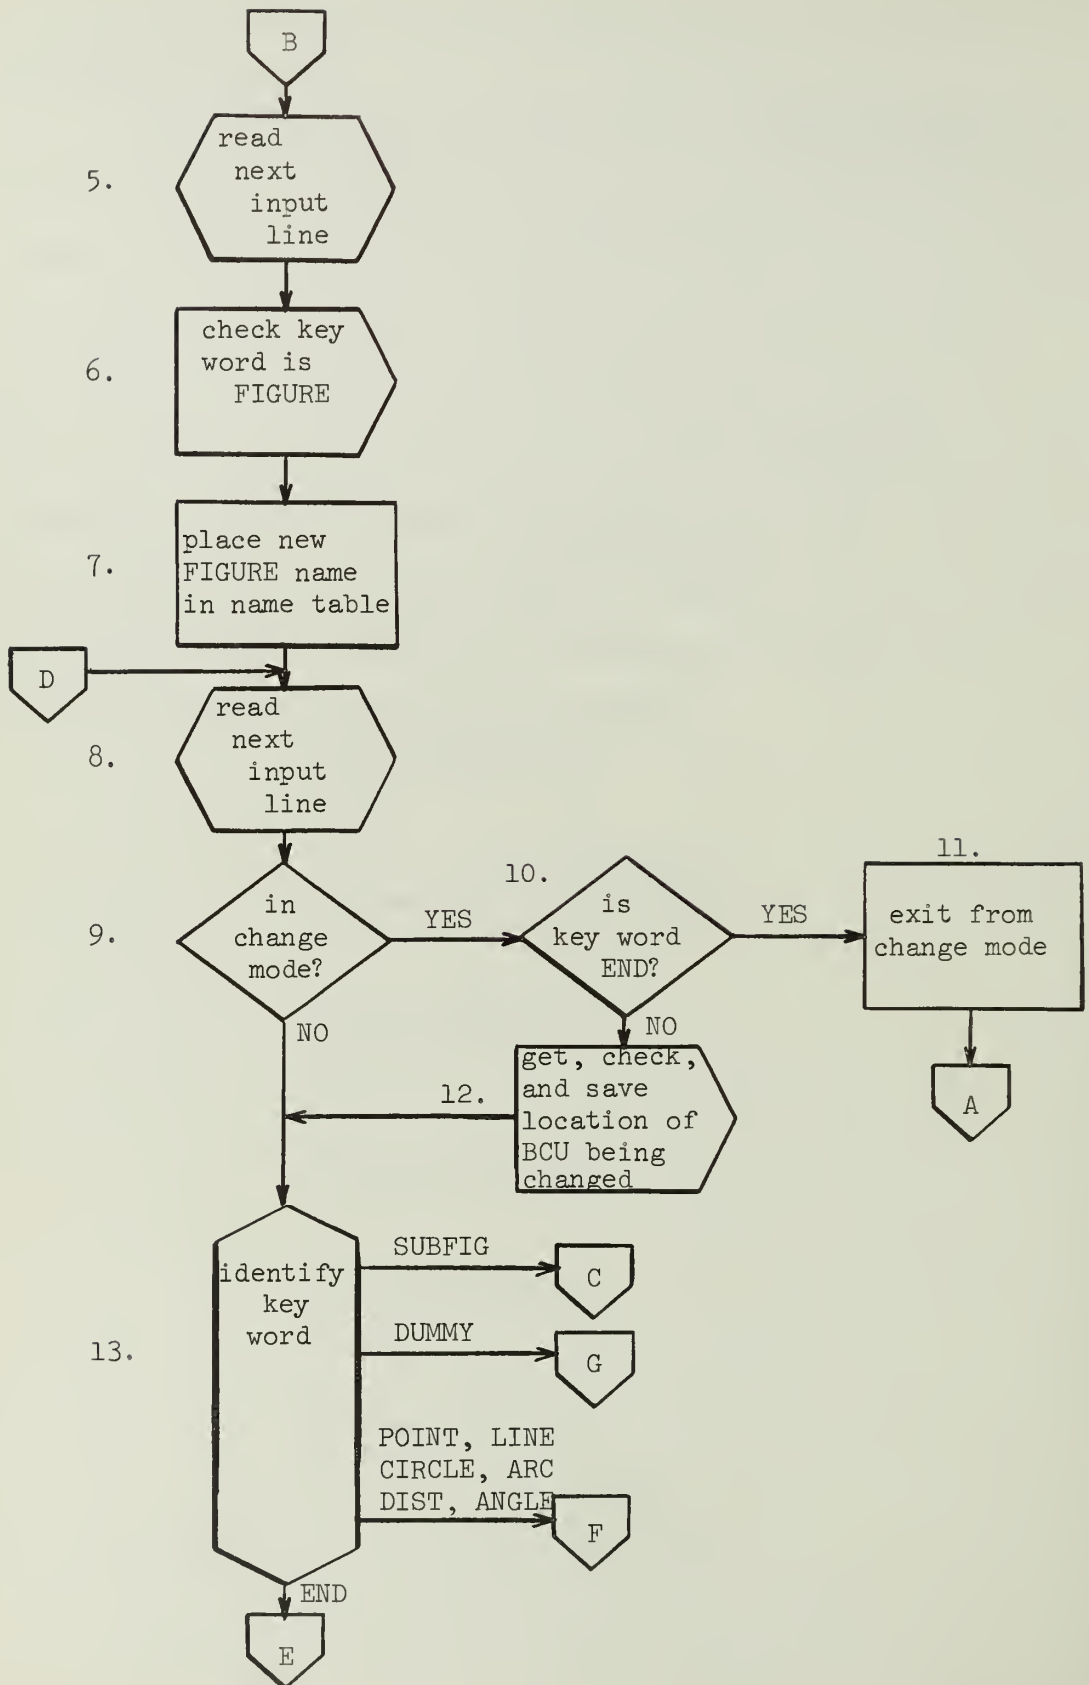 B
5.
read
next
input
line
6.
check key
word is
FIGURE
7.
place new
FIGURE name
in name table
D
8.
read
next
input
line
9.
in
change
mode?
YES
NO
10.
is
key word
END?
YES
NO
11.
exit from
change mode
A
12.
get, check,
and save
location of
BCU being
changed
13.
identify
key
word
SUBFIG
C
DUMMY
G
POINT, LINE
CIRCLE, ARC
DIST, ANGLE
F
END
E